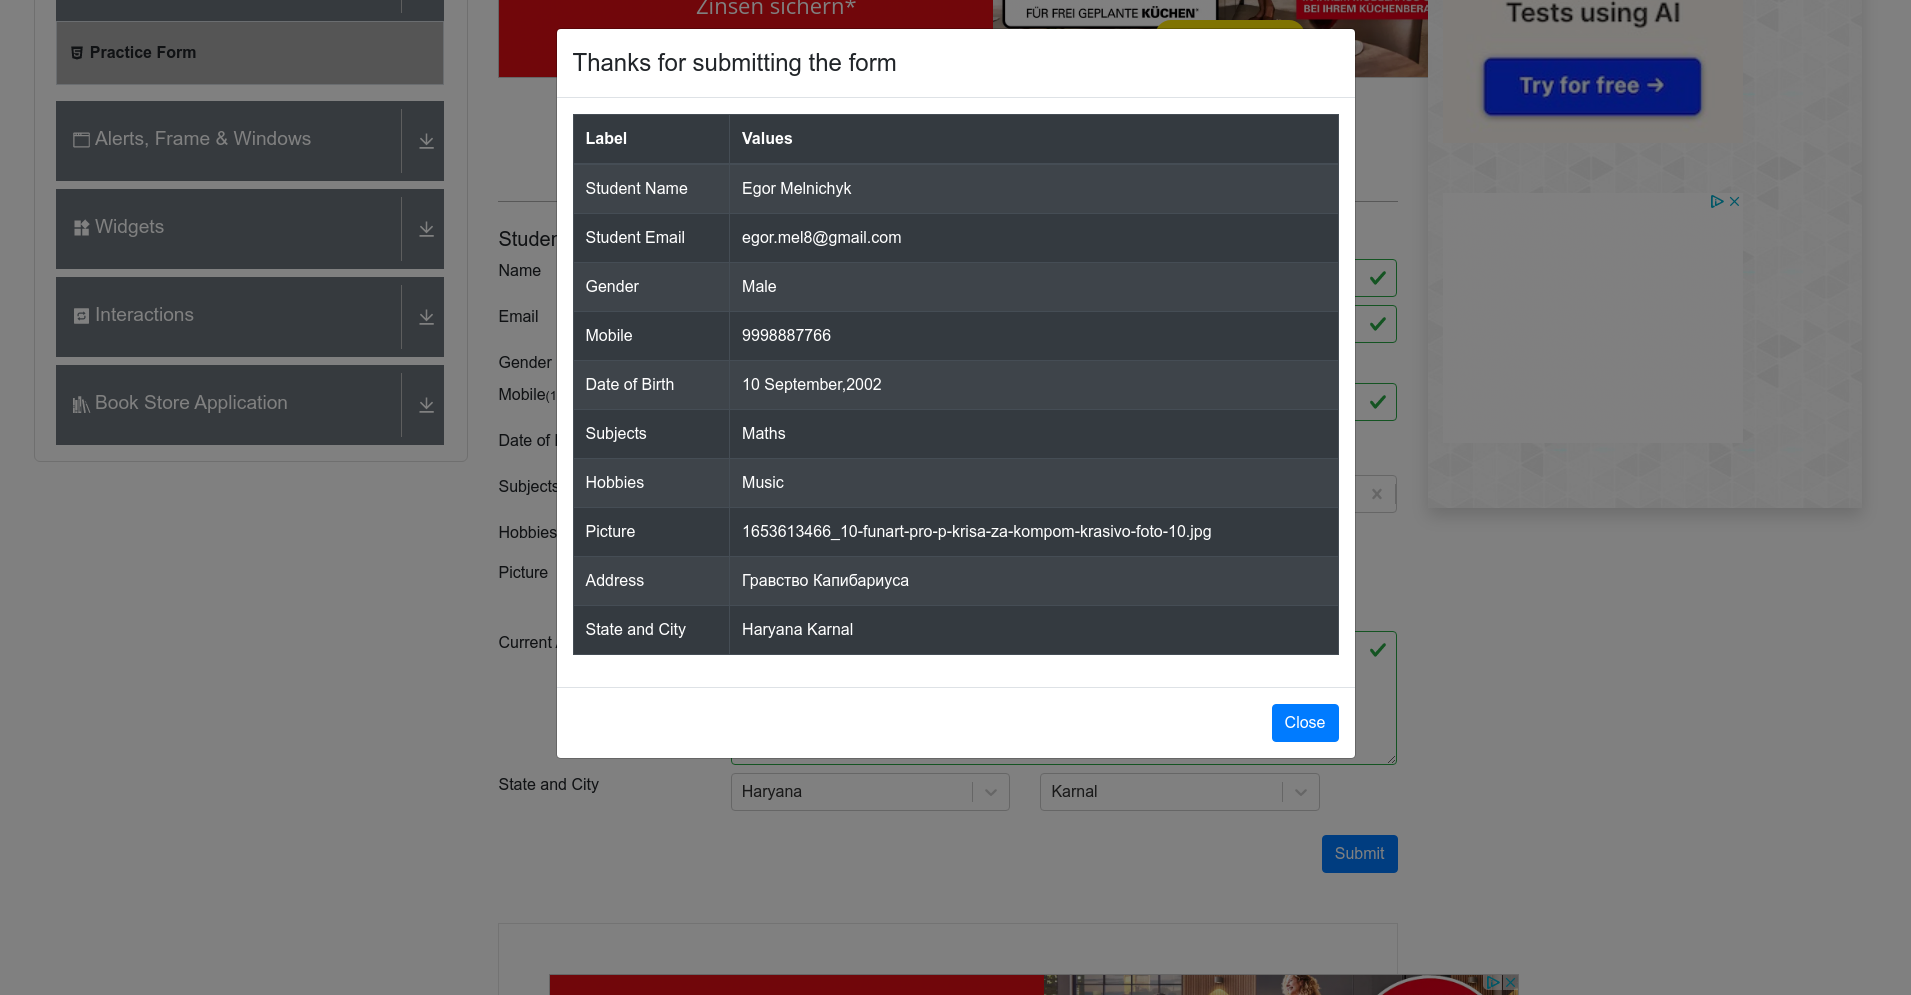 Zinsen sichern*
FÜR FREI GEPLANTE KÜCHEN*
BEI IHREM KÜCHENBERA
Tests using AI
Try for free →
Practice Form
Alerts, Frame & Windows
Widgets
Interactions
Book Store Application
Thanks for submitting the form
Label Values
Student Name Egor Melnichyk
Student Email egor.mel8@gmail.com
Gender Male
Mobile 9998887766
Date of Birth 10 September,2002
Subjects Maths
Hobbies Music
Picture 1653613466_10-funart-pro-p-krisa-za-kompom-krasivo-foto-10.jpg
Address Гравство Капибариуса
State and City Haryana Karnal
Close
Studen
Name
Email
Gender
Mobile(1
Date of
Subjects
Hobbies
Picture
Current
State and City Haryana Karnal
Submit